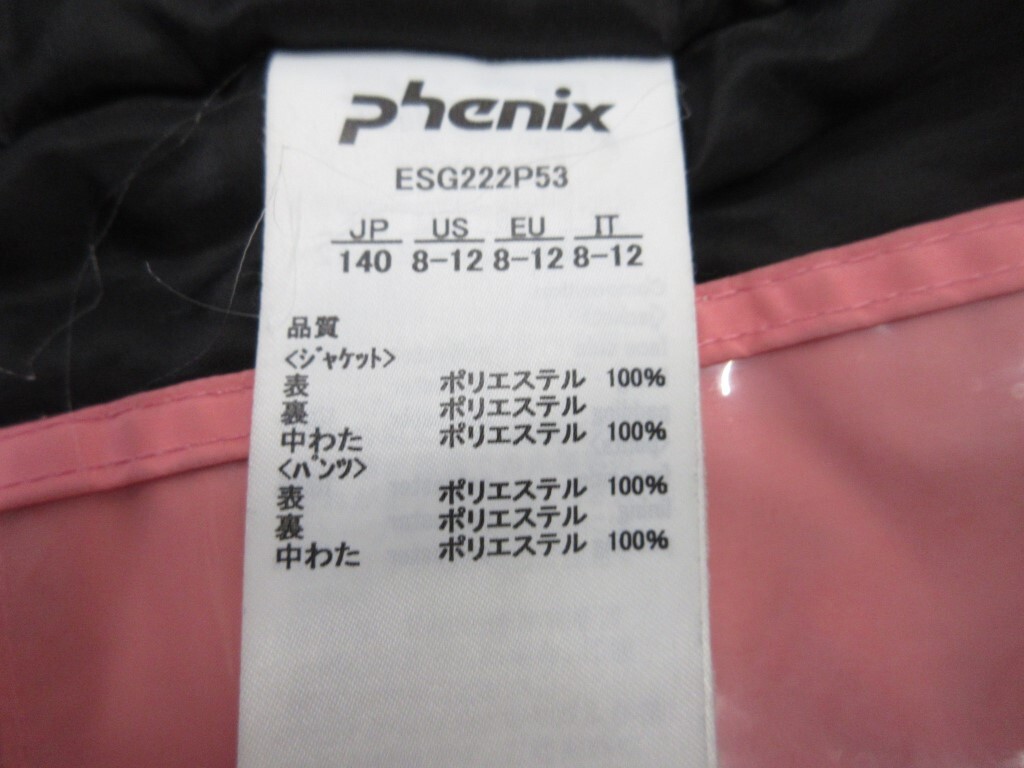 phenix
ESG222P53
JP US EU IT
140 8-12 8-12 8-12
品質
<ジャケット>
表 ポリエステル 100%
裏 ポリエステル
中わた ポリエステル 100%
<パンツ>
表 ポリエステル 100%
裏 ポリエステル
中わた ポリエステル 100%